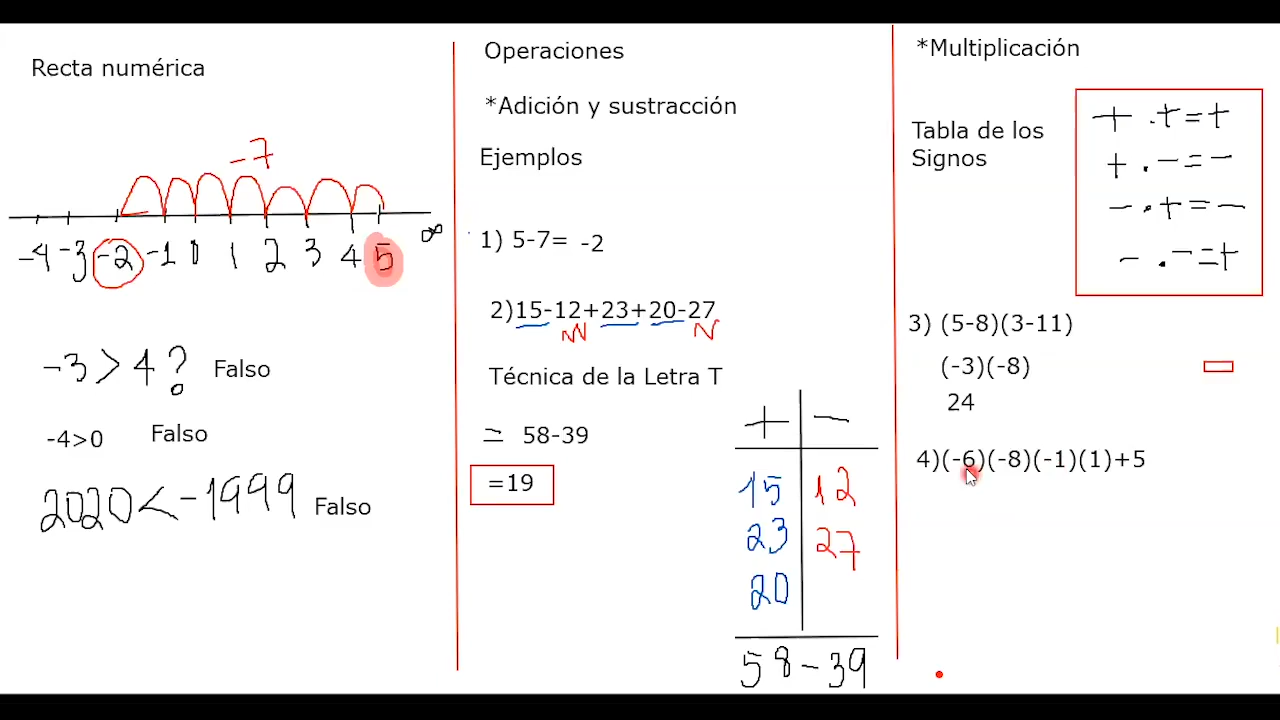 Recta numérica
-7
-4 -3 -2 -1 0 1 2 3 4 5 ∞
-3 > 4 ? Falso
-4>0 Falso
2020 < -1999 Falso
Operaciones
*Adición y sustracción
Ejemplos
1) 5-7= -2
2)15-12+23+20-27
Técnica de la Letra T
= 58-39
=19
+ -
15 12
23 27
20
58-39
*Multiplicación
Tabla de los
Signos
+ . + = +
+ . - = -
- . + = -
- . - = +
3) (5-8)(3-11)
(-3)(-8)
24
4)(-6)(-8)(-1)(1)+5